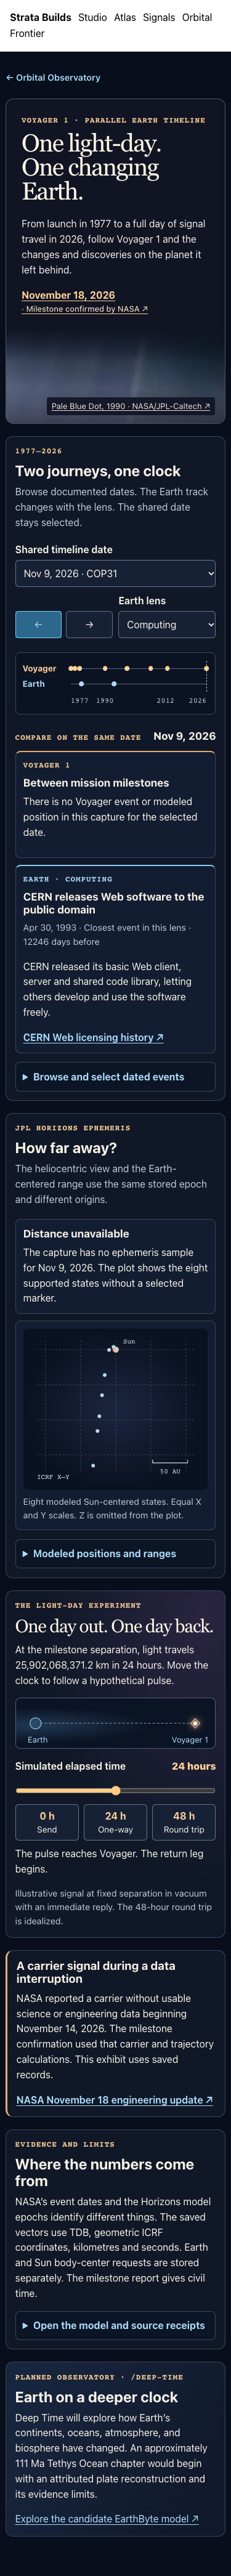 Strata Builds Studio Atlas Signals Orbital
Frontier
← Orbital Observatory
VOYAGER 1 · PARALLEL EARTH TIMELINE
One light-day.
One changing
Earth.
From launch in 1977 to a full day of signal
travel in 2026, follow Voyager 1 and the
changes and discoveries on the planet it
left behind.
November 18, 2026
· Milestone confirmed by NASA ↗
Pale Blue Dot, 1990 · NASA/JPL-Caltech ↗
1977–2026
Two journeys, one clock
Browse documented dates. The Earth track
changes with the lens. The shared date
stays selected.
Shared timeline date
Nov 9, 2026 · COP31
Earth lens
← → Computing
Voyager
Earth
1977 1990 2012 2026
COMPARE ON THE SAME DATE Nov 9, 2026
VOYAGER 1
Between mission milestones
There is no Voyager event or modeled
position in this capture for the selected
date.
EARTH · COMPUTING
CERN releases Web software to the
public domain
Apr 30, 1993 · Closest event in this lens ·
12246 days before
CERN released its basic Web client,
server and shared code library, letting
others develop and use the software
freely.
CERN Web licensing history ↗
▶ Browse and select dated events
JPL HORIZONS EPHEMERIS
How far away?
The heliocentric view and the Earth-
centered range use the same stored epoch
and different origins.
Distance unavailable
The capture has no ephemeris sample
for Nov 9, 2026. The plot shows the eight
supported states without a selected
marker.
Sun
50 AU
ICRF X–Y
Eight modeled Sun-centered states. Equal X
and Y scales. Z is omitted from the plot.
▶ Modeled positions and ranges
THE LIGHT-DAY EXPERIMENT
One day out. One day back.
At the milestone separation, light travels
25,902,068,371.2 km in 24 hours. Move the
clock to follow a hypothetical pulse.
Earth Voyager 1
Simulated elapsed time 24 hours
0 h 24 h 48 h
Send One-way Round trip
The pulse reaches Voyager. The return leg
begins.
Illustrative signal at fixed separation in vacuum
with an immediate reply. The 48-hour round trip
is idealized.
A carrier signal during a data
interruption
NASA reported a carrier without usable
science or engineering data beginning
November 14, 2026. The milestone
confirmation used that carrier and trajectory
calculations. This exhibit uses saved
records.
NASA November 18 engineering update ↗
EVIDENCE AND LIMITS
Where the numbers come
from
NASA's event dates and the Horizons model
epochs identify different things. The saved
vectors use TDB, geometric ICRF
coordinates, kilometres and seconds. Earth
and Sun body-center requests are stored
separately. The milestone report gives civil
time.
▶ Open the model and source receipts
PLANNED OBSERVATORY · /DEEP-TIME
Earth on a deeper clock
Deep Time will explore how Earth's
continents, oceans, atmosphere, and
biosphere have changed. An approximately
111 Ma Tethys Ocean chapter would begin
with an attributed plate reconstruction and
its evidence limits.
Explore the candidate EarthByte model ↗